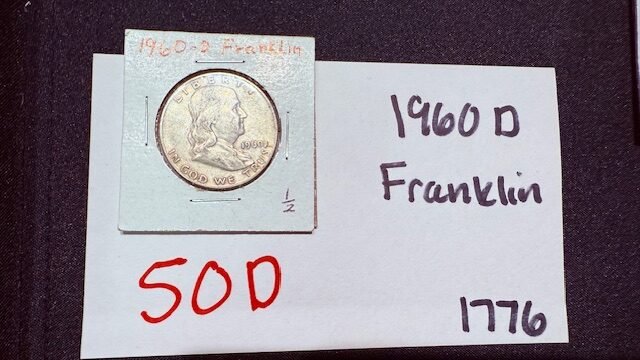 1960-D Franklin
LIBERTY
1960
IN GOD WE TRUST
1/2
1960 D
Franklin
50D
1776